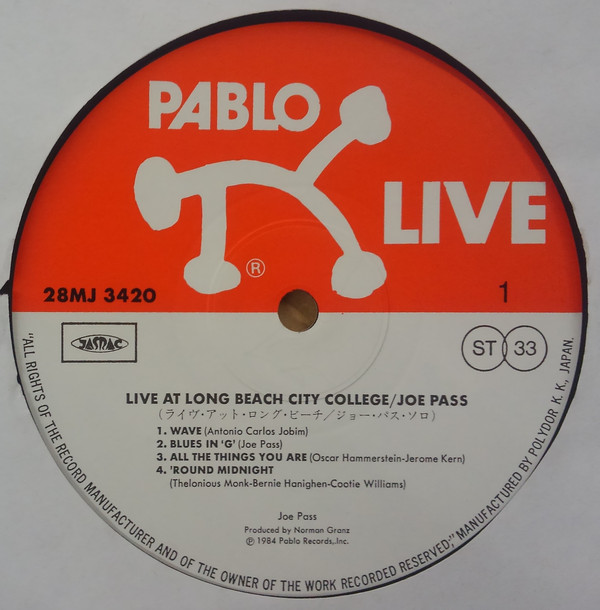 PABLO
LIVE
®
28MJ 3420
1
JASRAC
ST 33
LIVE AT LONG BEACH CITY COLLEGE/JOE PASS
(ライヴ・アット・ロング・ビーチ/ジョー・パス・ソロ)
1. WAVE (Antonio Carlos Jobim)
2. BLUES IN ‘G’ (Joe Pass)
3. ALL THE THINGS YOU ARE (Oscar Hammerstein-Jerome Kern)
4. ’ROUND MIDNIGHT
(Thelonious Monk-Bernie Hanighen-Cootie Williams)
Joe Pass
Produced by Norman Granz
℗ 1984 Pablo Records,.Inc.
"ALL RIGHTS OF THE RECORD MANUFACTURER AND OF THE OWNER OF THE WORK RECORDED RESERVED," MANUFACTURED BY POLYDOR K. K., JAPAN.